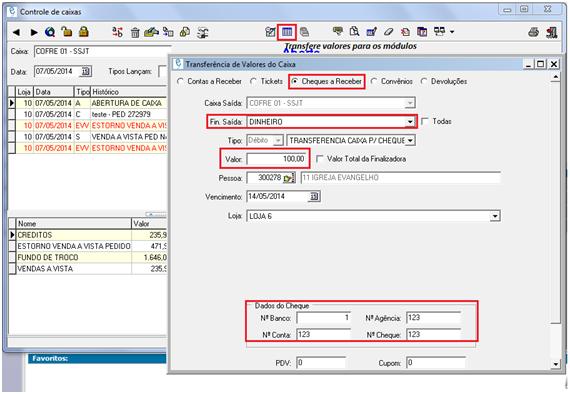 Controle de caixas
Transfere valores para os módulos
Caixa: COFRE 01 - SSJT
Data: 07/05/2014 Tipos Lançam:
Loja Data Tipo Histórico
10 07/05/2014 A ABERTURA DE CAIXA
10 07/05/2014 C teste - PED 272979
10 07/05/2014 EVV ESTORNO VENDA A VIS
10 07/05/2014 S VENDA A VISTA PED N
10 07/05/2014 EVV ESTORNO VENDA A VIS
Nome Valor
CREDITOS 235,9
ESTORNO VENDA A VISTA PEDIDO 471,9
FUNDO DE TROCO 1.646,0
VENDAS A VISTA 235,9
Favoritos:
Transferência de Valores do Caixa
Contas a Receber Tickets Cheques a Receber Convênios Devoluções
Caixa Saída: COFRE 01 - SSJT
Fin. Saída: DINHEIRO Todas
Tipo: Débito TRANSFERENCIA CAIXA P/ CHEQUE
Valor: 100,00 Valor Total da Finalizadora
Pessoa: 300278 11 IGREJA EVANGELHO
Vencimento: 14/05/2014
Loja: LOJA 6
Dados do Cheque
Nº Banco: 1 Nº Agência: 123
Nº Conta: 123 Nº Cheque: 123
PDV: 0 Cupom: 0